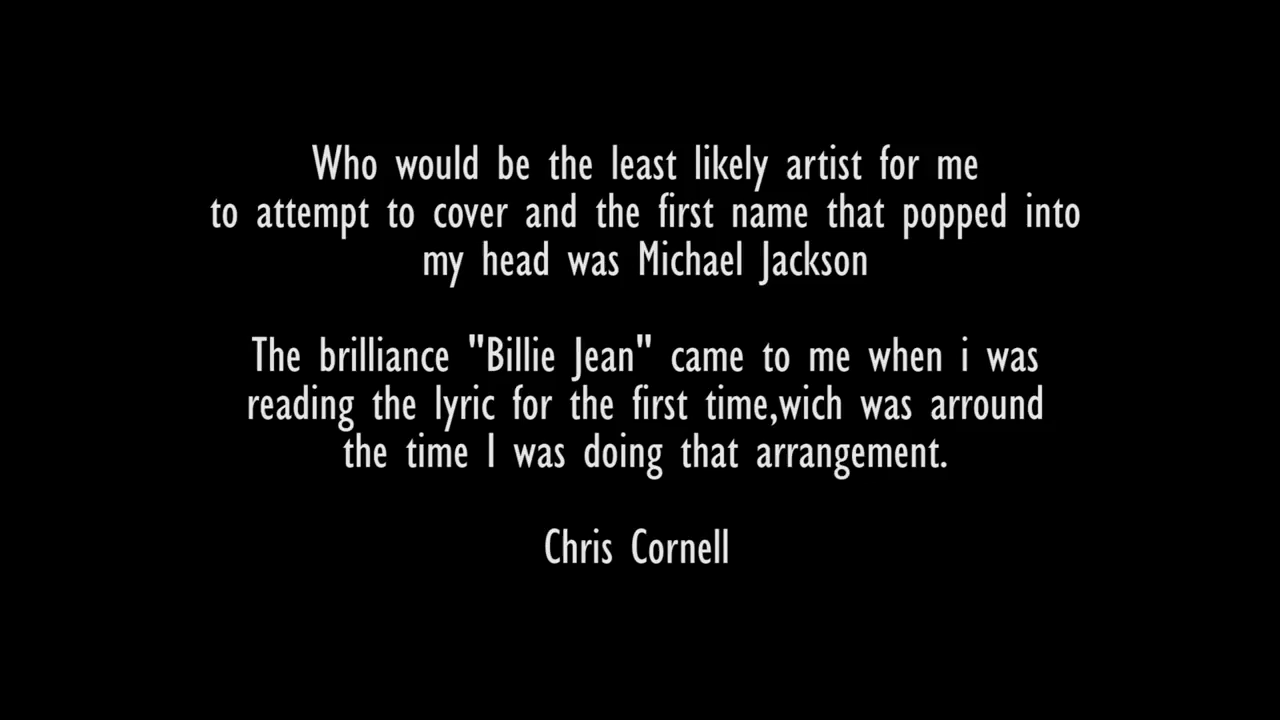 Who would be the least likely artist for me
to attempt to cover and the first name that popped into
my head was Michael Jackson
The brilliance "Billie Jean" came to me when i was
reading the lyric for the first time,wich was arround
the time I was doing that arrangement.
Chris Cornell